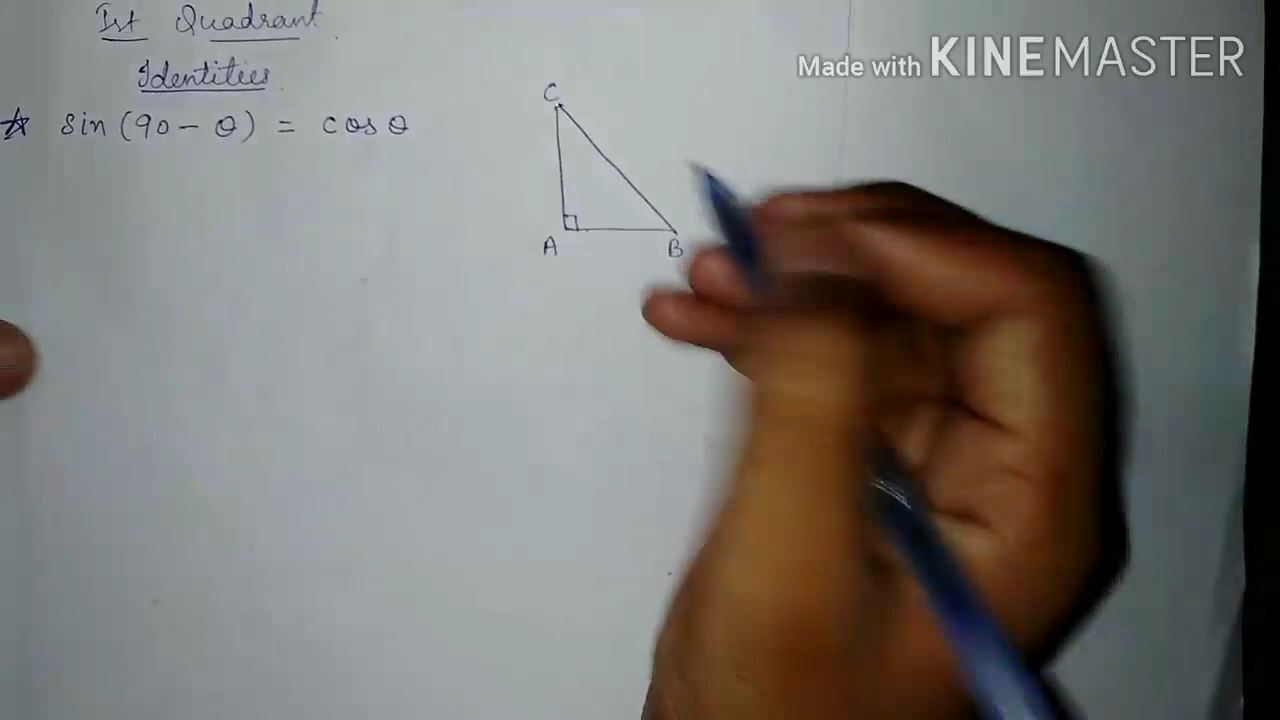 Ist Quadrant
Identities
☆ sin (90 - θ) = cos θ
C
A
B
Made with KINEMASTER